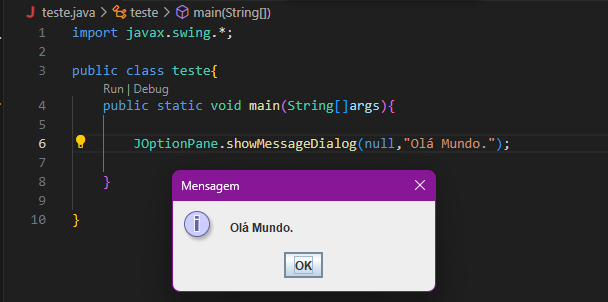 J teste.java > teste > main(String[])
1 import javax.swing.*;
2
3 public class teste{
Run | Debug
4 public static void main(String[]args){
5
6 JOptionPane.showMessageDialog(null,"Olá Mundo.");
7
8 }
9
10 }
Mensagem
Olá Mundo.
OK